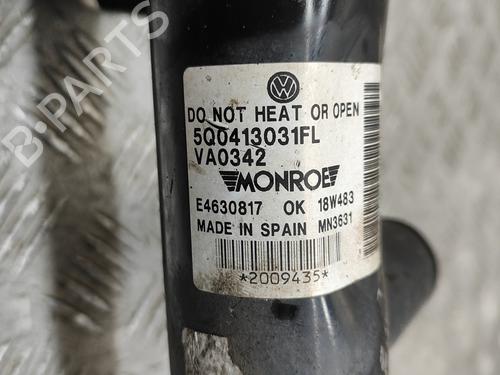 B-PARTS
DO NOT HEAT OR OPEN
5Q0413031FL
VA0342
MONROE
E4630817 OK 18W483
MADE IN SPAIN MN3631
*2009435*